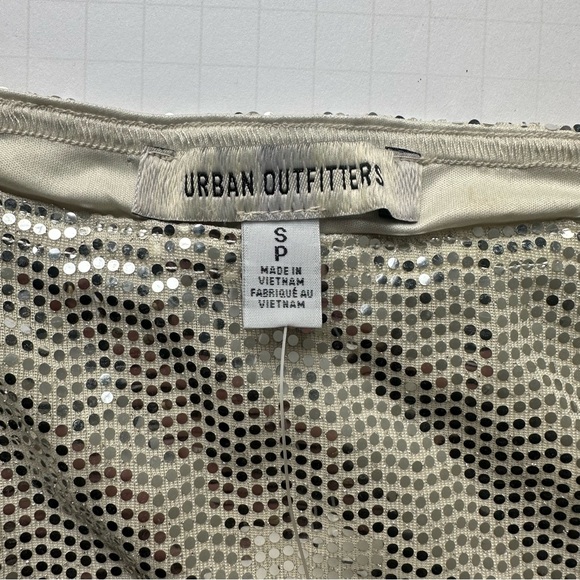 URBAN OUTFITTERS
S
P
MADE IN
VIETNAM
FABRIQUÉ AU
VIETNAM